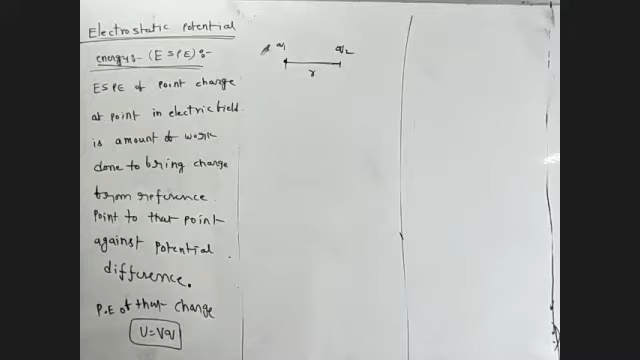 Electrostatic potential
energy:- (ESPE):-
ESPE of point charge
at point in electric field
is amount of work
done to bring charge
from reference
point to that point
against potential
difference.
P.E of that charge
U=Vq
q1 q2
r